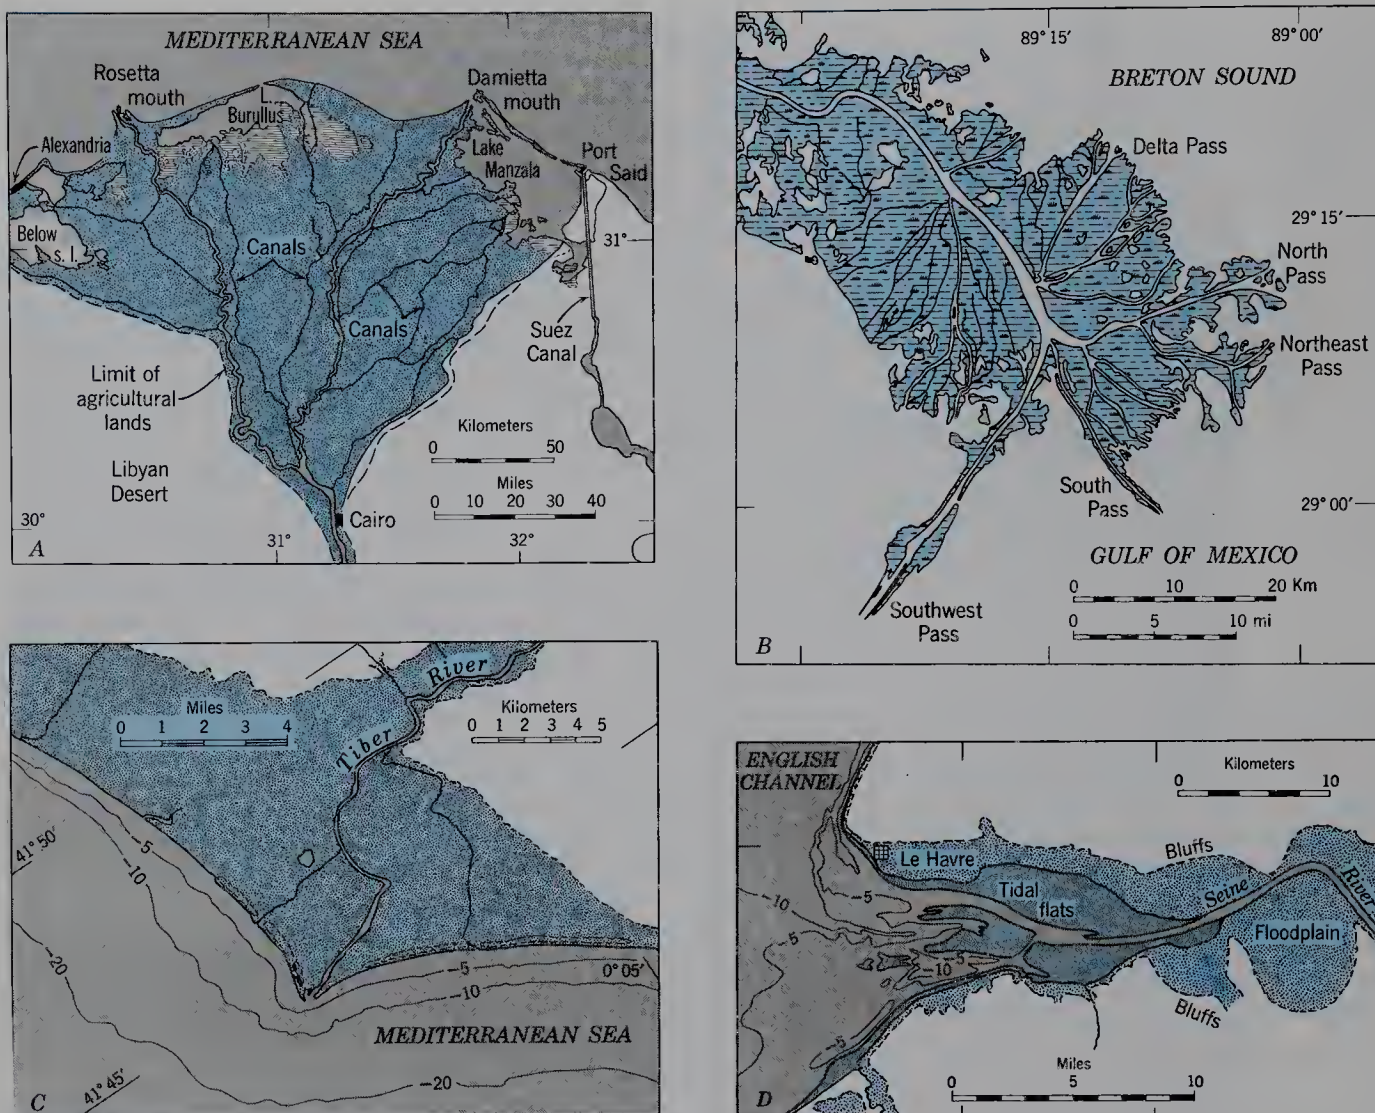 MEDITERRANEAN SEA
Rosetta
mouth
Damietta
mouth
L.
Burullus
Alexandria
Lake
Manzala
Port
Said
Below
s. l.
Canals
31°
Canals
Suez
Canal
Limit of
agricultural
lands
Kilometers
0 50
Libyan
Desert
Miles
0 10 20 30 40
30°
Cairo
31°
32°
A
89°15′
89°00′
BRETON SOUND
Delta Pass
29°15′
North
Pass
Northeast
Pass
South
Pass
29°00′
GULF OF MEXICO
0 10 20 Km
0 5 10 mi
Southwest
Pass
B
River
Miles
0 1 2 3 4
Kilometers
0 1 2 3 4 5
Tiber
41°50′
–5
–10
–20
–5
0°05′
–10
MEDITERRANEAN SEA
41°45′
–20
C
ENGLISH
CHANNEL
Kilometers
0 10
Le Havre
Bluffs
Tidal
flats
Seine
River
–10
–5
–5
–5
–10
Floodplain
Bluffs
–5
Miles
0 5 10
D